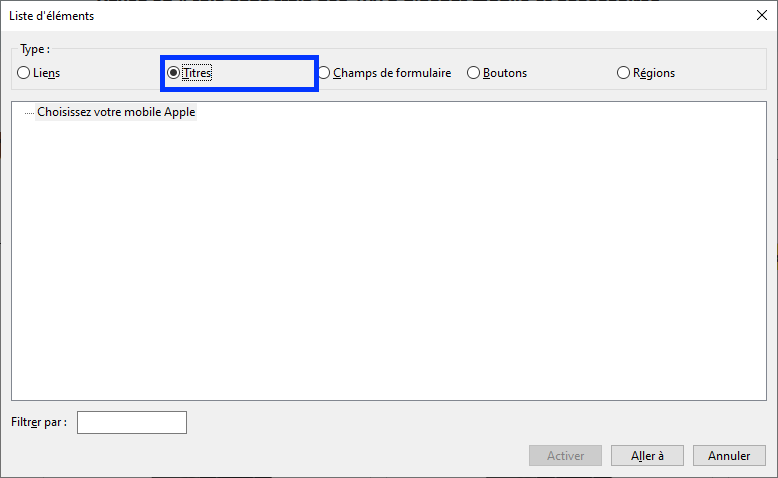 Liste d'éléments
Type :
Liens
Titres
Champs de formulaire
Boutons
Régions
Choisissez votre mobile Apple
Filtrer par :
Activer
Aller à
Annuler